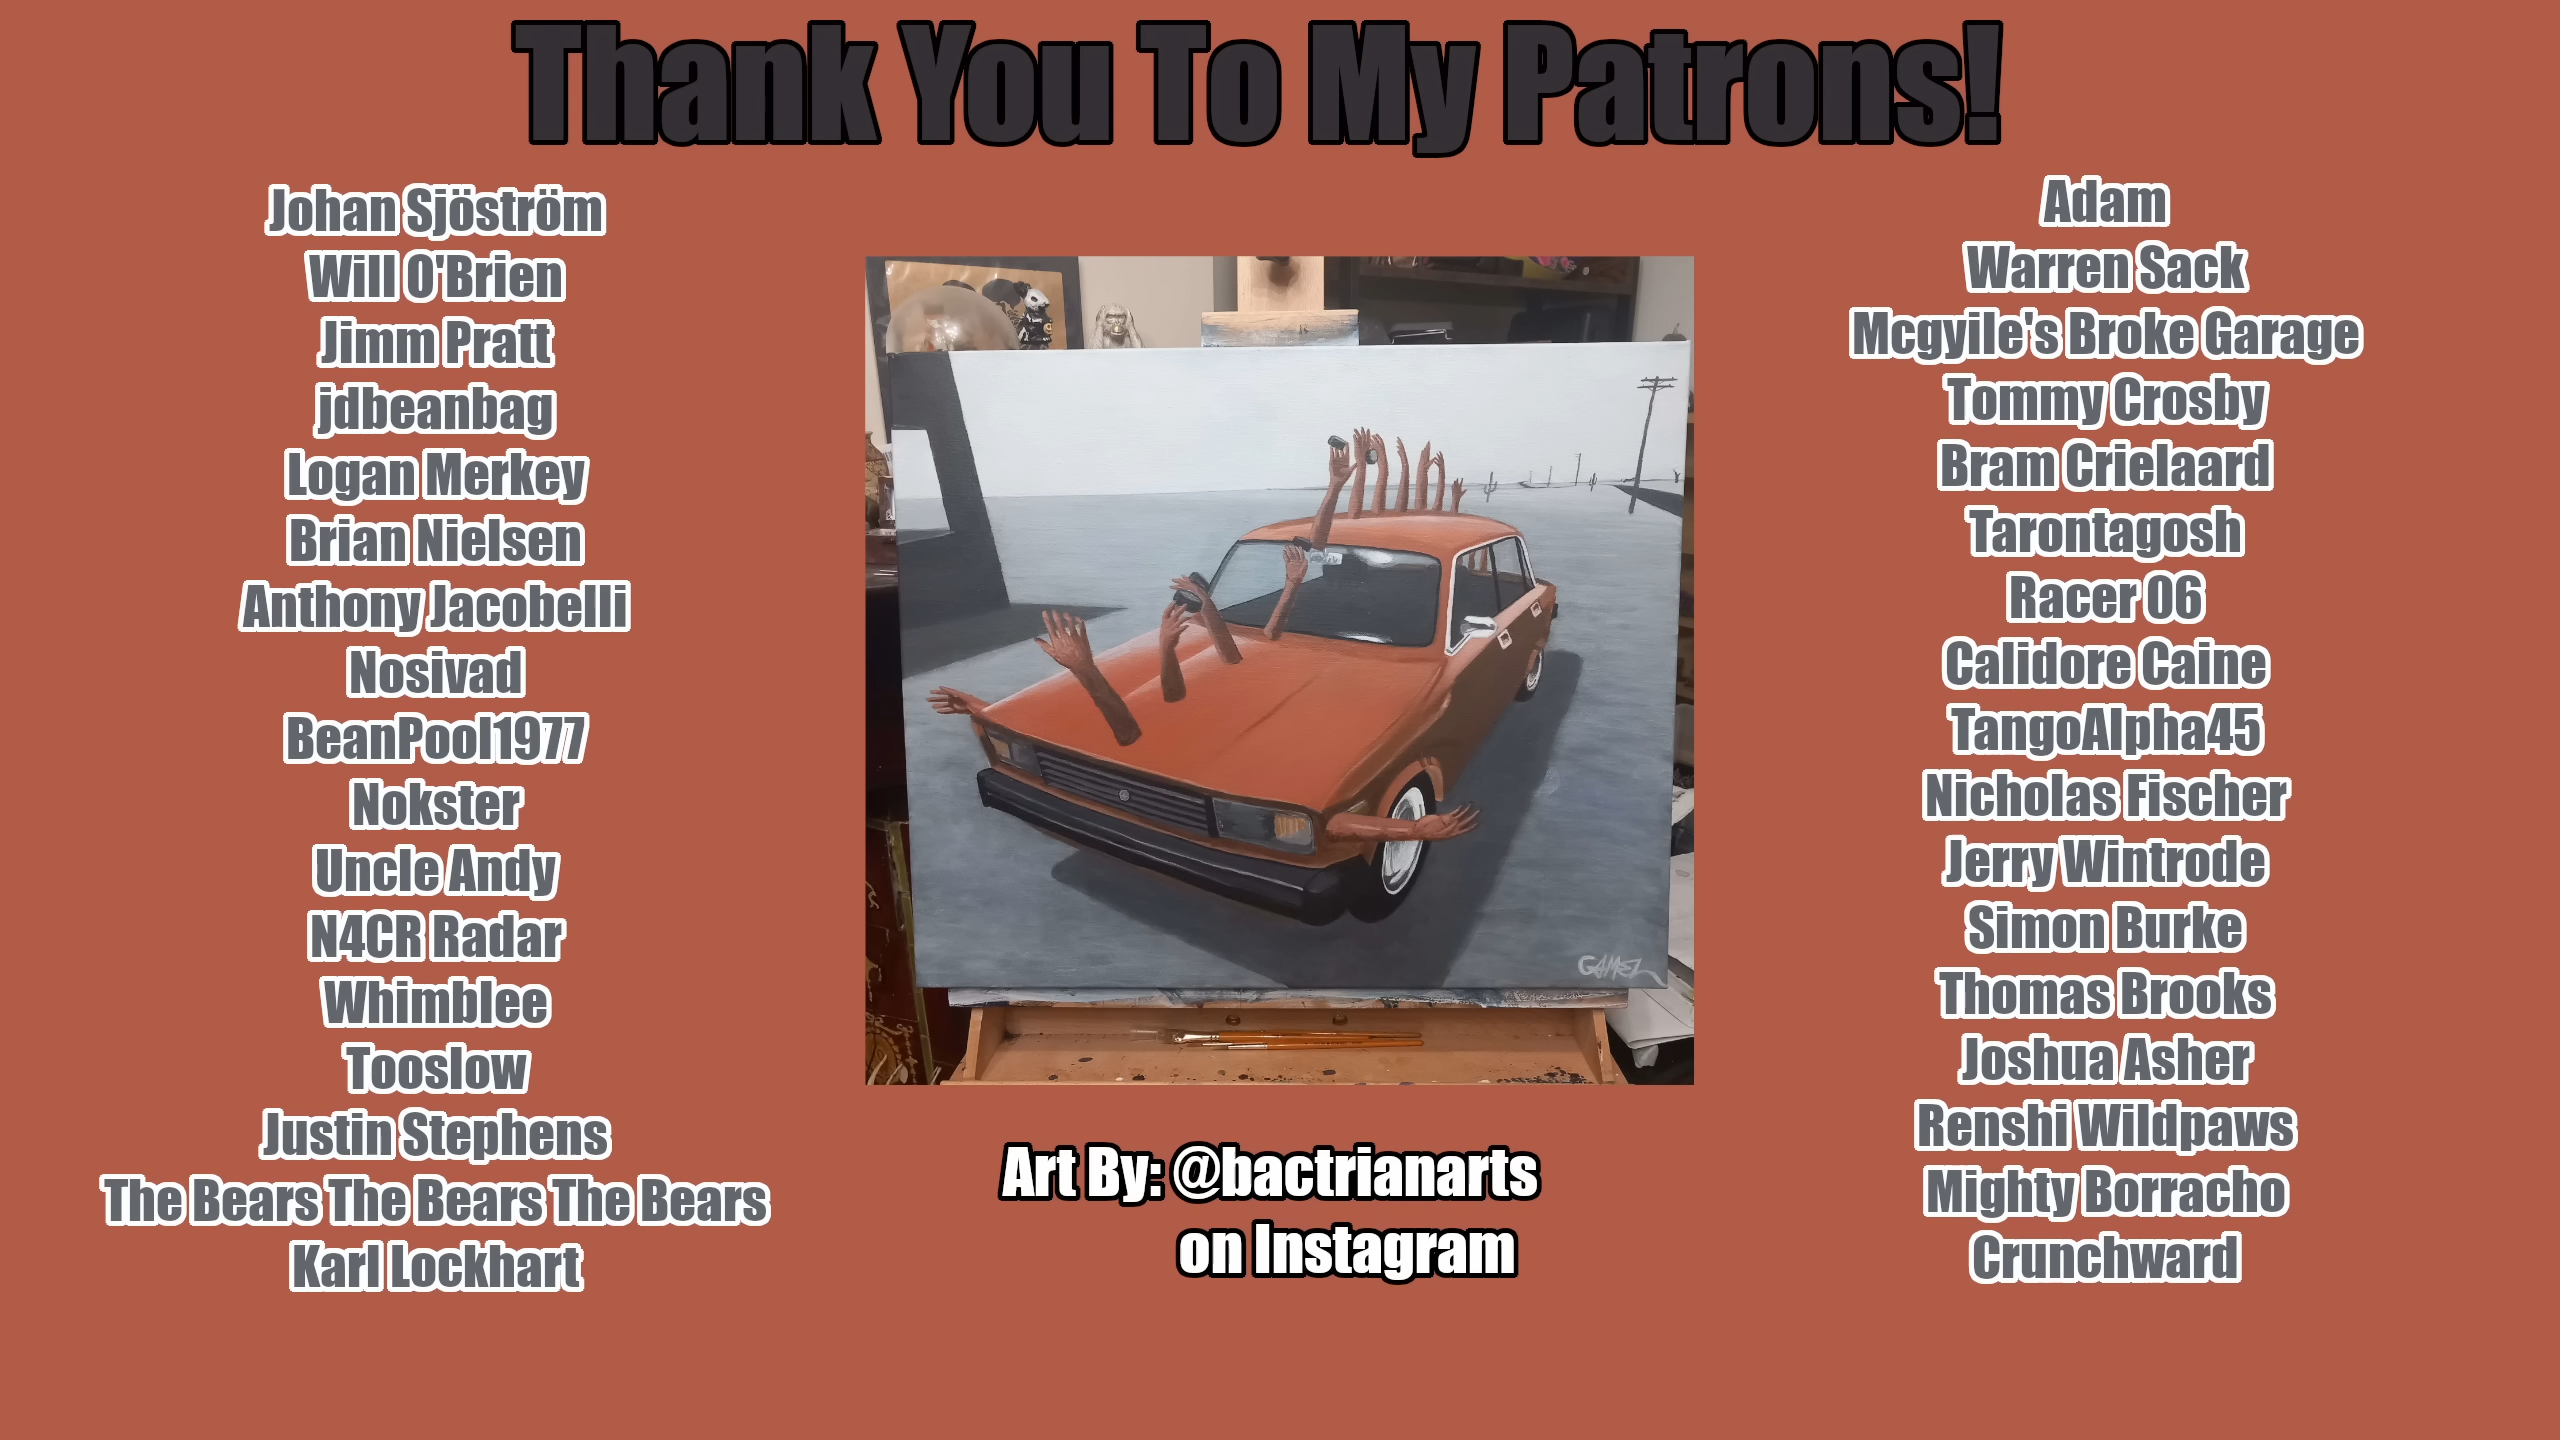 Thank You To My Patrons!
Johan Sjöström
Will O'Brien
Jimm Pratt
jdbeanbag
Logan Merkey
Brian Nielsen
Anthony Jacobelli
Nosivad
BeanPool1977
Nokster
Uncle Andy
N4CR Radar
Whimblee
Tooslow
Justin Stephens
The Bears The Bears The Bears
Karl Lockhart
GAMEZ
Art By: @bactrianarts
on Instagram
Adam
Warren Sack
Mcgyile's Broke Garage
Tommy Crosby
Bram Crielaard
Tarontagosh
Racer 06
Calidore Caine
TangoAlpha45
Nicholas Fischer
Jerry Wintrode
Simon Burke
Thomas Brooks
Joshua Asher
Renshi Wildpaws
Mighty Borracho
Crunchward